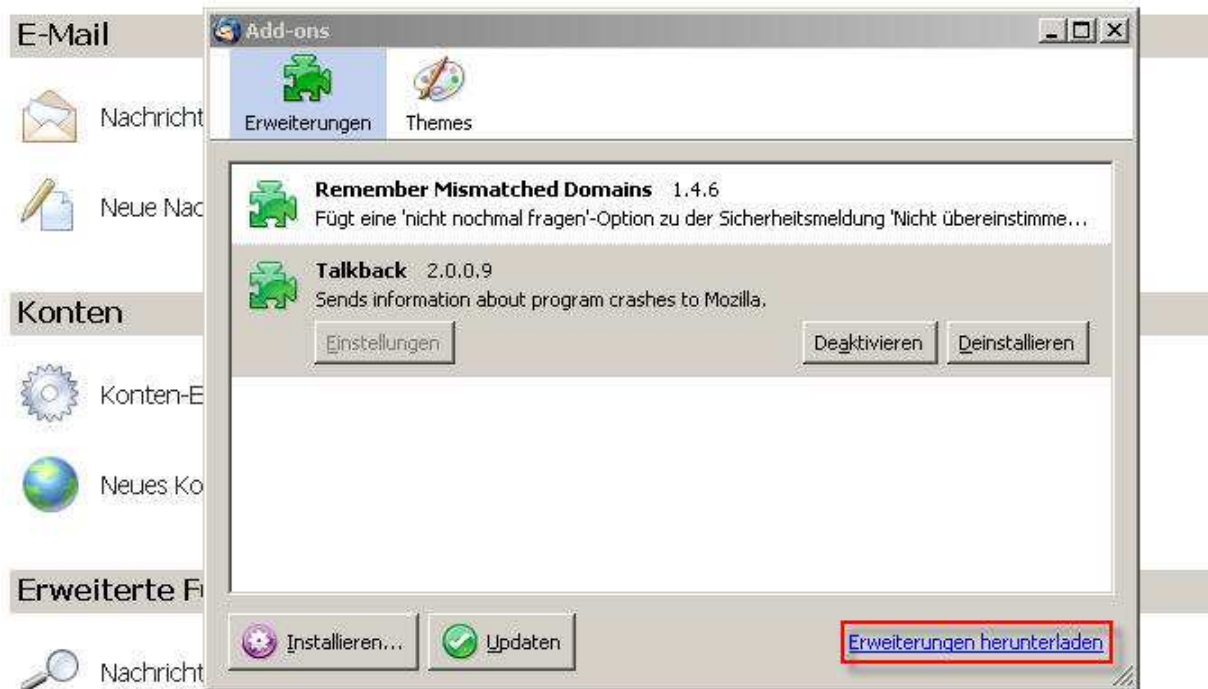 E-Mail
Nachricht
Neue Nac
Konten
Konten-E
Neues Ko
Erweiterte F
Nachricht
Add-ons
Erweiterungen
Themes
Remember Mismatched Domains 1.4.6
Fügt eine 'nicht nochmal fragen'-Option zu der Sicherheitsmeldung 'Nicht übereinstimme...
Talkback 2.0.0.9
Sends information about program crashes to Mozilla.
Einstellungen
Deaktivieren
Deinstallieren
Installieren...
Updaten
Erweiterungen herunterladen